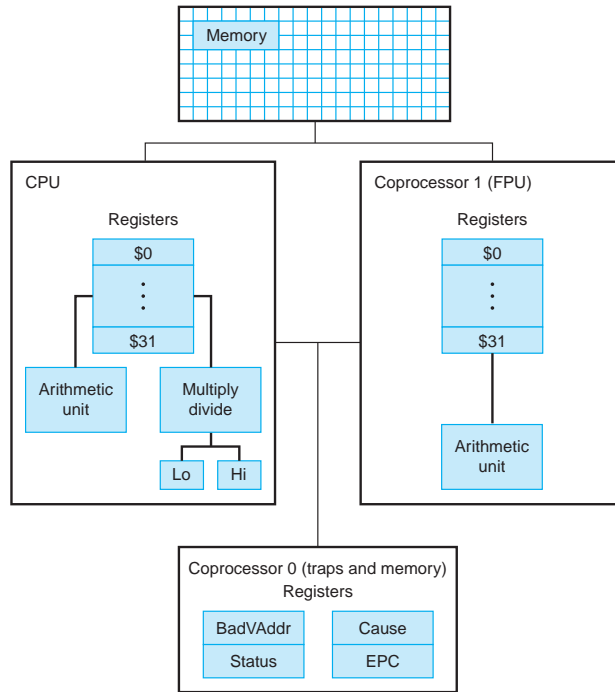 Memory
CPU
Registers
$0
$31
Arithmetic
unit
Multiply
divide
Lo
Hi
Coprocessor 1 (FPU)
Registers
$0
$31
Arithmetic
unit
Coprocessor 0 (traps and memory)
Registers
BadVAddr
Cause
Status
EPC